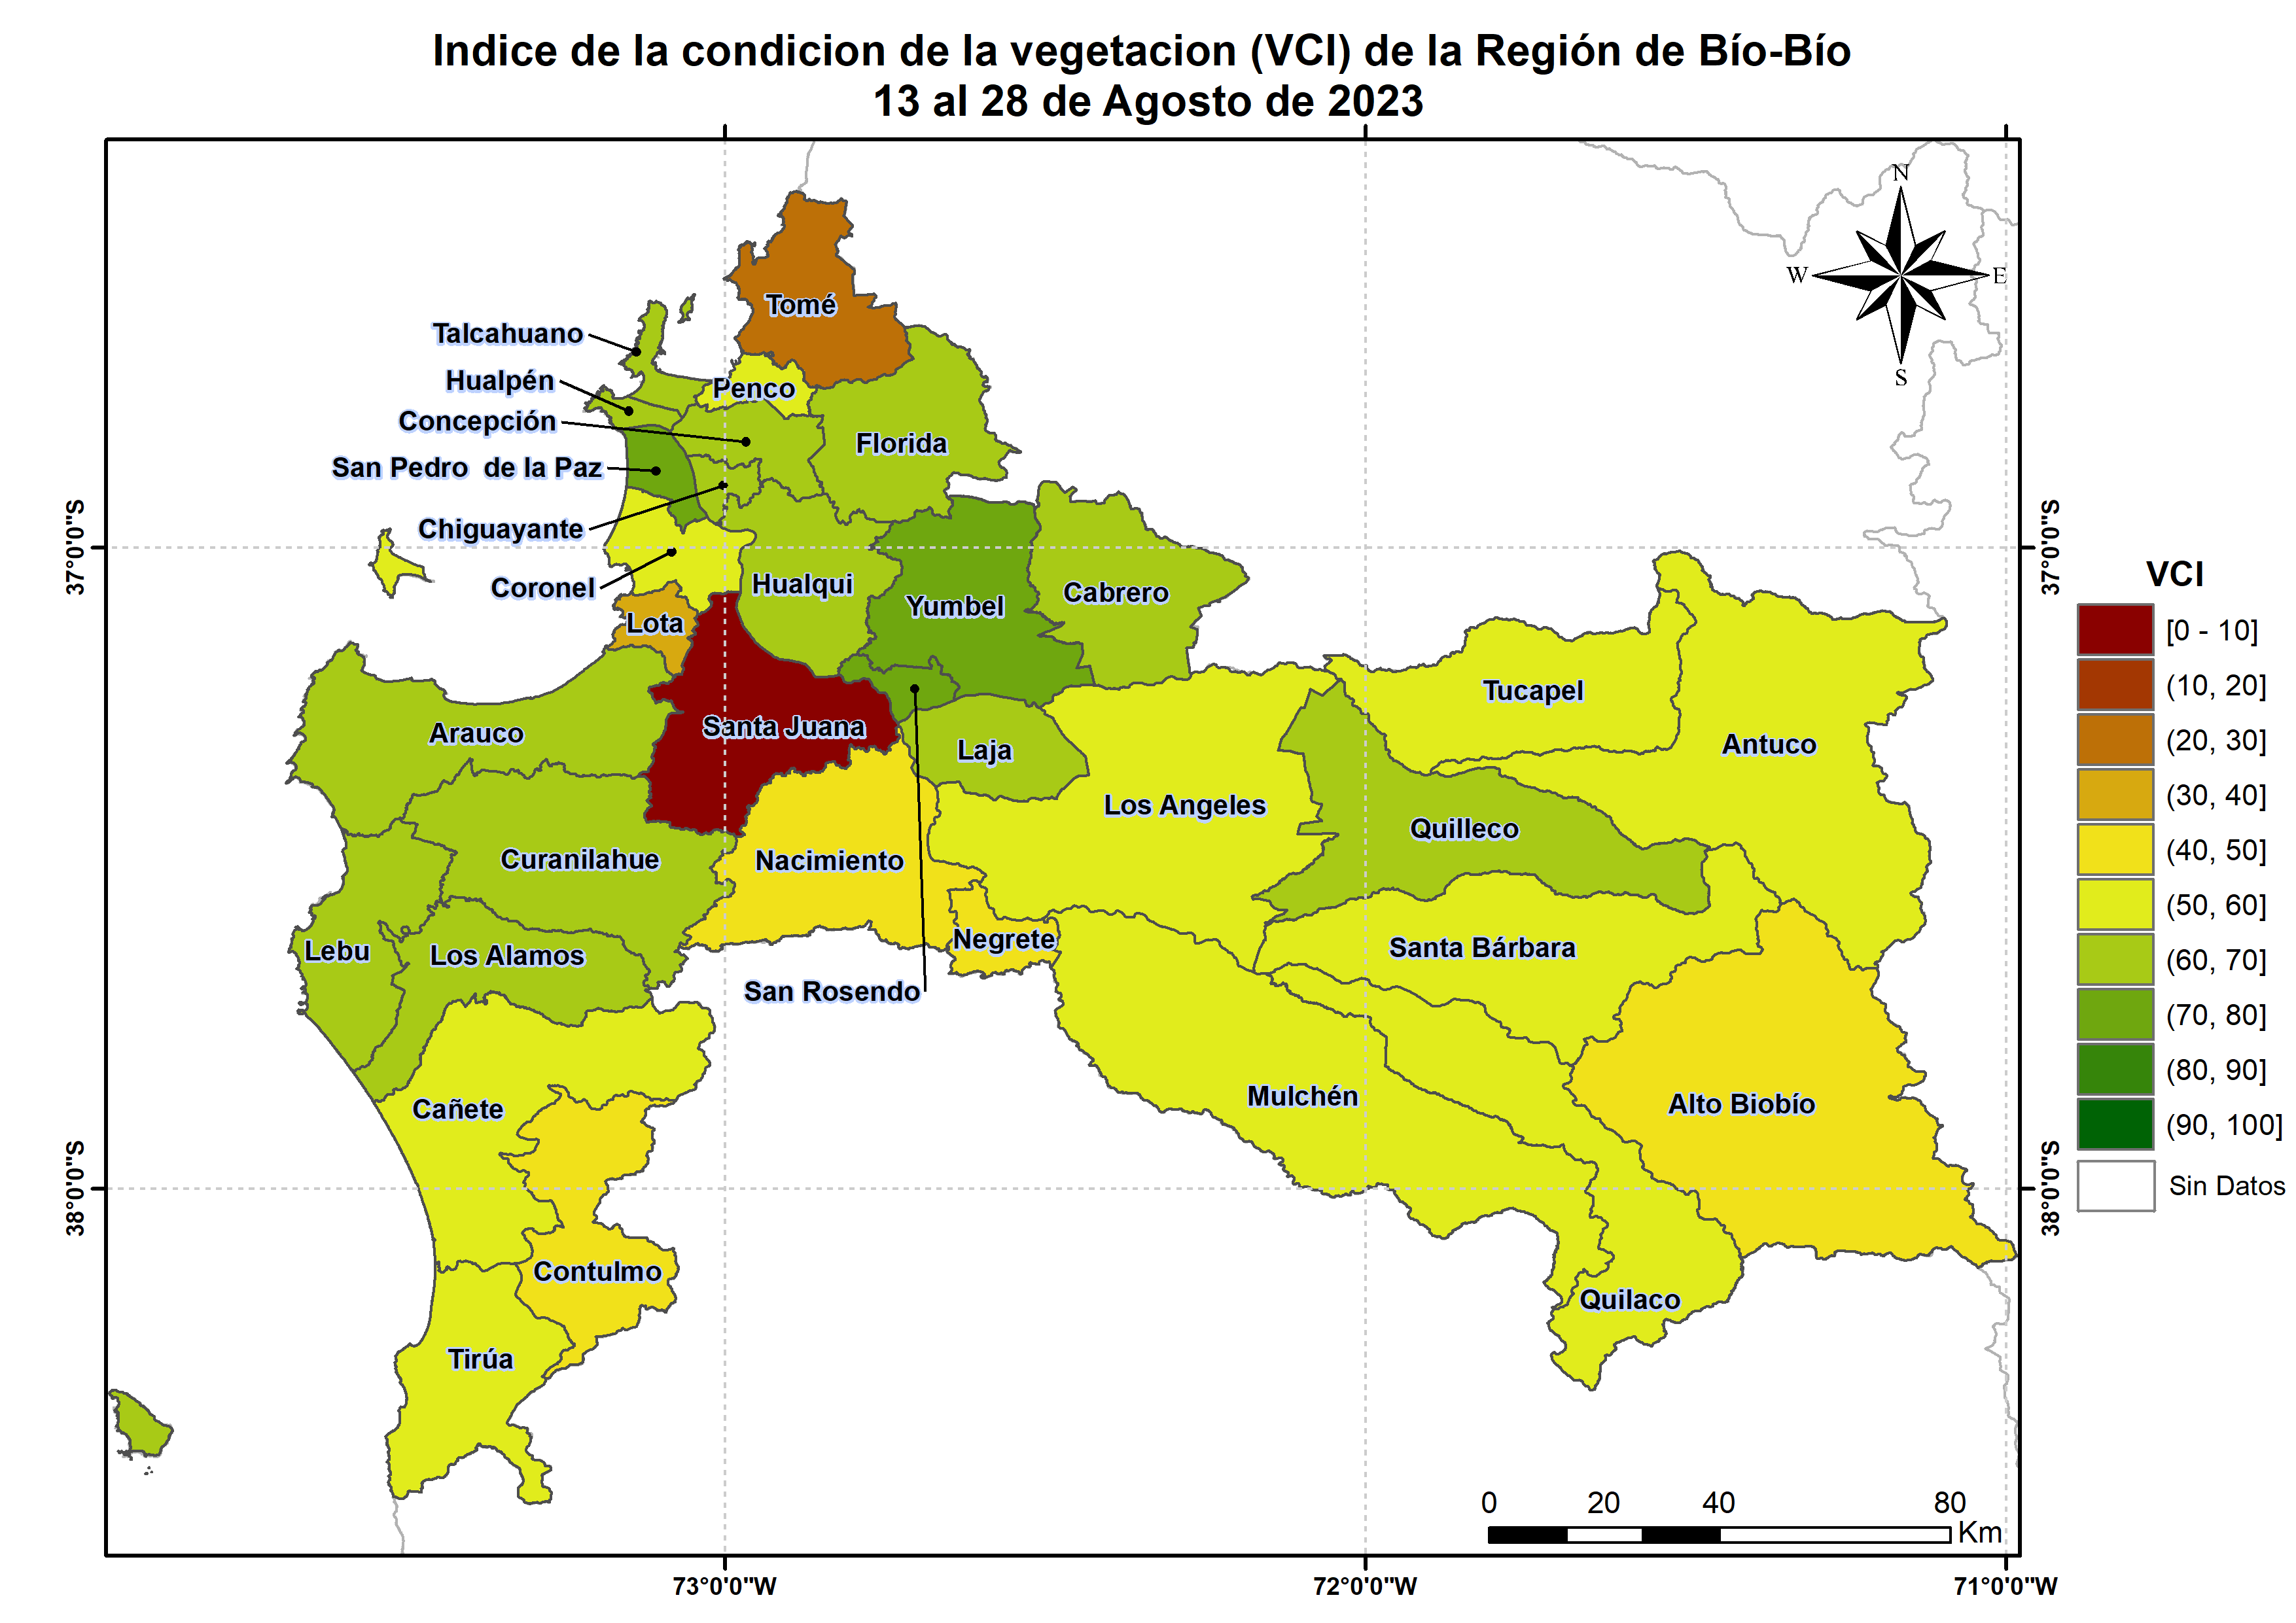 Indice de la condicion de la vegetacion (VCI) de la Región de Bío-Bío
13 al 28 de Agosto de 2023
N
W
E
S
Tomé
Talcahuano
Hualpén
Penco
Concepción
Florida
San Pedro  de la Paz
Chiguayante
37°0'0"S
37°0'0"S
Coronel
Hualqui
Yumbel
Cabrero
Lota
Tucapel
Santa Juana
Arauco
Laja
Antuco
Los Angeles
Quilleco
Curanilahue
Nacimiento
Negrete
Santa Bárbara
Lebu
Los Alamos
San Rosendo
Mulchén
Alto Biobío
Cañete
38°0'0"S
38°0'0"S
Contulmo
Quilaco
Tirúa
VCI
[0 - 10]
(10, 20]
(20, 30]
(30, 40]
(40, 50]
(50, 60]
(60, 70]
(70, 80]
(80, 90]
(90, 100]
Sin Datos
0 20 40 80
Km
73°0'0"W
72°0'0"W
71°0'0"W